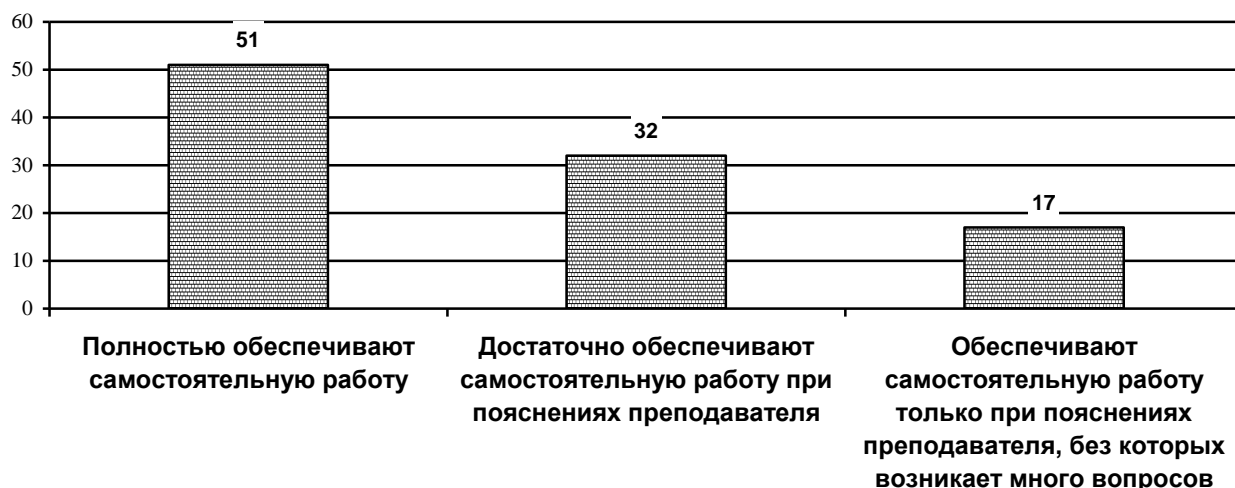 60
51
50
40
32
30
20
17
10
0
Полностью обеспечивают
самостоятельную работу
Достаточно обеспечивают
самостоятельную работу при
пояснениях преподавателя
Обеспечивают
самостоятельную работу
только при пояснениях
преподавателя, без которых
возникает много вопросов